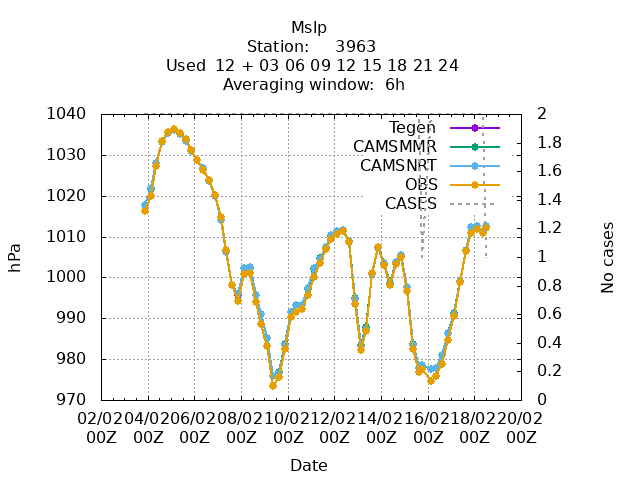 Mslp
Station: 3963
Used 12 + 03 06 09 12 15 18 21 24
Averaging window: 6h
1040
1030
1020
1010
1000
990
980
970
hPa
2
1.8
1.6
1.4
1.2
1
0.8
0.6
0.4
0.2
0
No cases
Tegen
CAMSMMR
CAMSNRT
OBS
CASES
02/02 04/02 06/02 08/02 10/02 12/02 14/02 16/02 18/02 20/02
00Z 00Z 00Z 00Z 00Z 00Z 00Z 00Z 00Z 00Z
Date